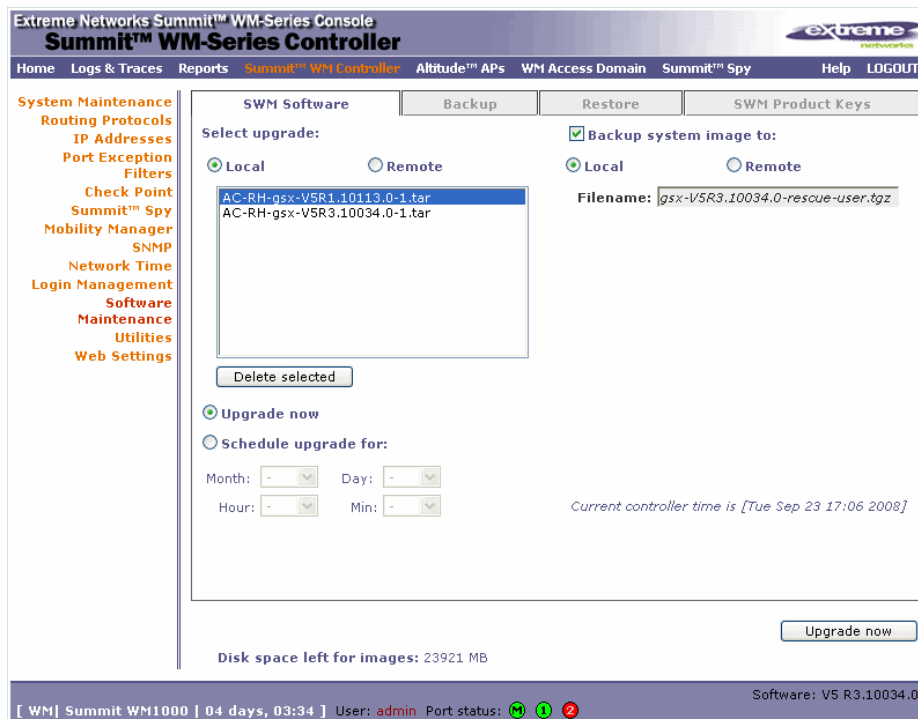 Extreme Networks Summit™ WM-Series Console
Summit™ WM-Series Controller
extreme
networks
Home Logs & Traces Reports Summit™ WM Controller Altitude™ APs WM Access Domain Summit™ Spy Help LOGOUT
System Maintenance
Routing Protocols
IP Addresses
Port Exception
Filters
Check Point
Summit™ Spy
Mobility Manager
SNMP
Network Time
Login Management
Software
Maintenance
Utilities
Web Settings
SWM Software Backup Restore SWM Product Keys
Select upgrade:
Backup system image to:
Local Remote
Local Remote
AC-RH-gsx-V5R1.10113.0-1.tar
AC-RH-gsx-V5R3.10034.0-1.tar
Filename: gsx-V5R3.10034.0-rescue-user.tgz
Delete selected
Upgrade now
Schedule upgrade for:
Month: - Day: -
Hour: - Min: -
Current controller time is [Tue Sep 23 17:06 2008]
Upgrade now
Disk space left for images: 23921 MB
Software: V5 R3.10034.0
[ WM| Summit WM1000 | 04 days, 03:34 ] User: admin Port status: M 1 2